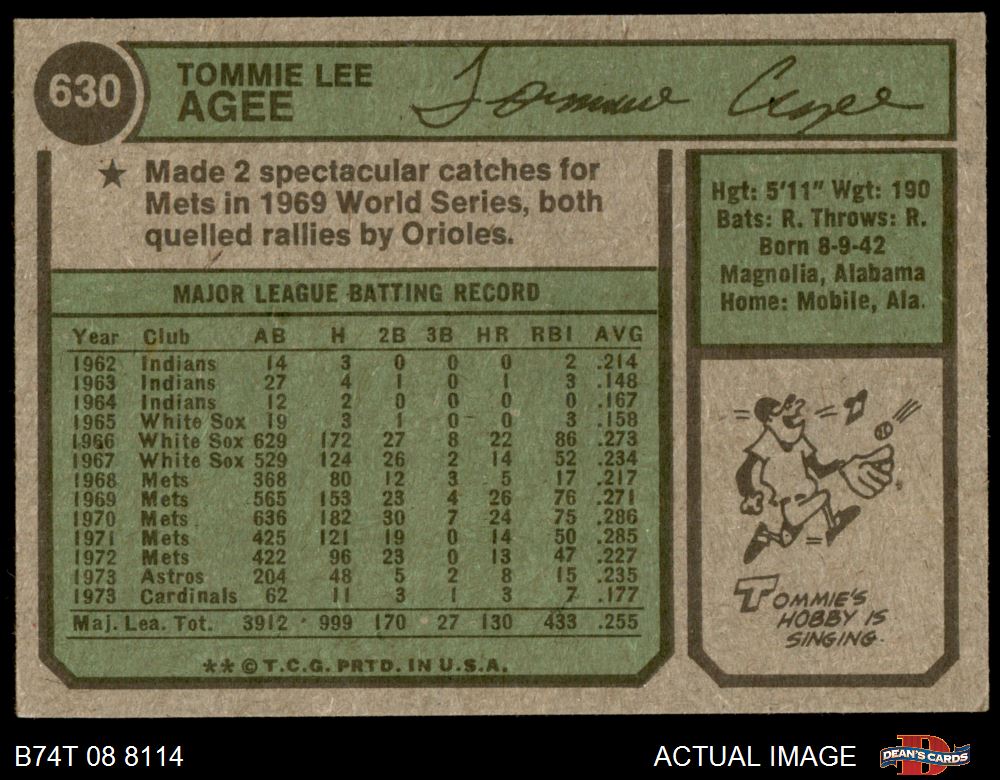 630
TOMMIE LEE
AGEE
Tommie Agee
★ Made 2 spectacular catches for
Mets in 1969 World Series, both
quelled rallies by Orioles.
Hgt: 5'11" Wgt: 190
Bats: R. Throws: R.
Born 8-9-42
Magnolia, Alabama
Home: Mobile, Ala.
MAJOR LEAGUE BATTING RECORD
Year Club AB H 2B 3B HR RBI AVG
1962 Indians 14 3 0 0 0 2 .214
1963 Indians 27 4 1 0 1 3 .148
1964 Indians 12 2 0 0 0 0 .167
1965 White Sox 19 3 1 0 0 3 .158
1966 White Sox 629 172 27 8 22 86 .273
1967 White Sox 529 124 26 2 14 52 .234
1968 Mets 368 80 12 3 5 17 .217
1969 Mets 565 153 23 4 26 76 .271
1970 Mets 636 182 30 7 24 75 .286
1971 Mets 425 121 19 0 14 50 .285
1972 Mets 422 96 23 0 13 47 .227
1973 Astros 204 48 5 2 8 15 .235
1973 Cardinals 62 11 3 1 3 7 .177
Maj. Lea. Tot. 3912 999 170 27 130 433 .255
** © T.C.G. PRTD. IN U.S.A.
TOMMIE'S
HOBBY IS
SINGING.
B74T 08 8114
ACTUAL IMAGE
DEAN'S CARDS